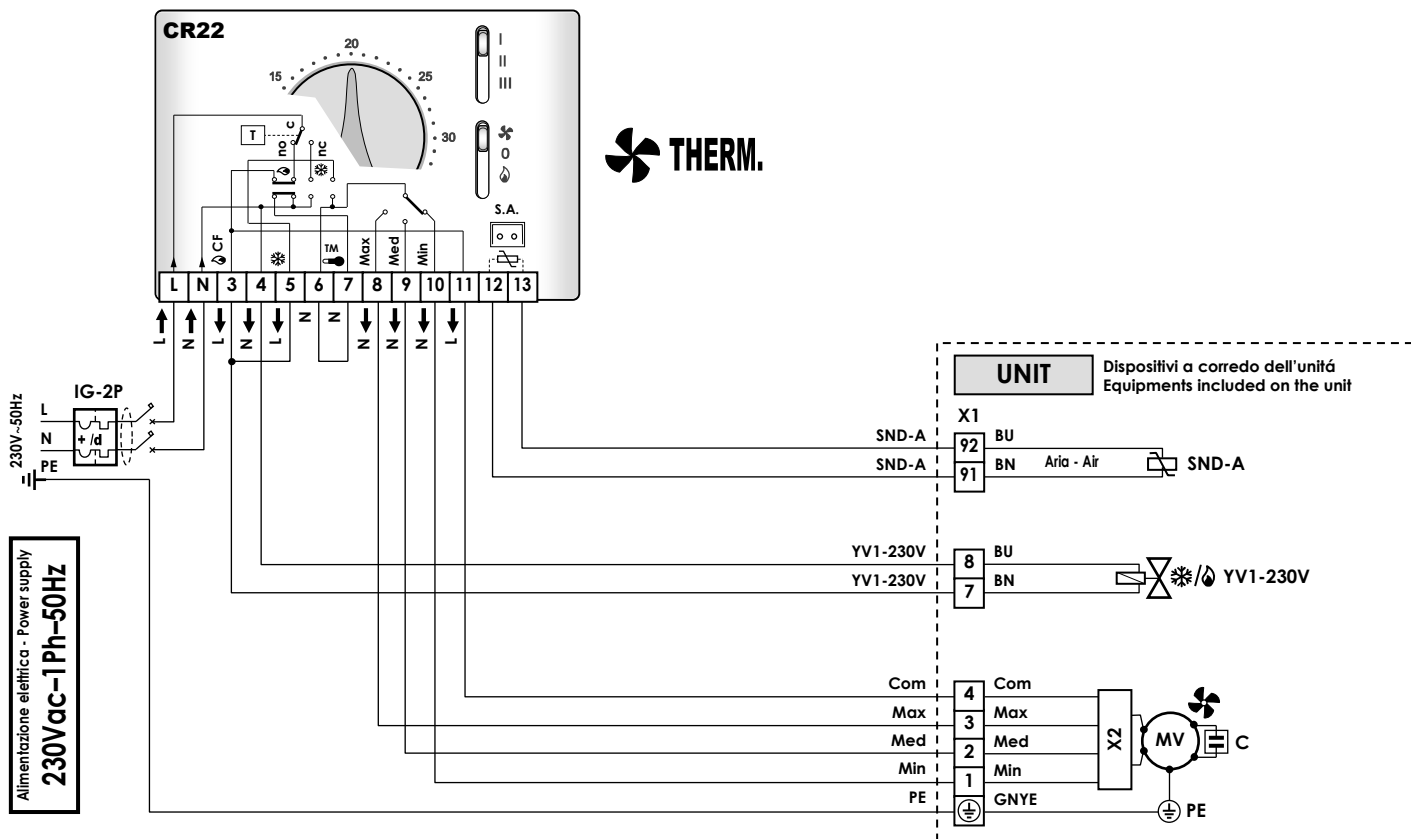 CR22
15
20
25
30
I
II
III
0
THERM.
T
c
no
nc
S.A.
CF
TM
Max
Med
Min
L N 3 4 5 6 7 8 9 10 11 12 13
L N L N L N N N N N L
IG-2P
230V~50Hz
L
N
PE
+ /d
Alimentazione elettrica - Power supply
230Vac–1Ph–50Hz
UNIT
Dispositivi a corredo dell'unitá
Equipments included on the unit
X1
SND-A 92 BU
SND-A 91 BN Aria - Air SND-A
YV1-230V 8 BU
YV1-230V 7 BN / YV1-230V
Com 4 Com
Max 3 Max
Med 2 Med
Min 1 Min
PE GNYE
X2
MV
C
PE